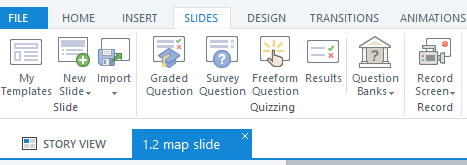 FILE HOME INSERT SLIDES DESIGN TRANSITIONS ANIMATIONS
My Templates
New Slide
Import
Slide
Graded Question
Survey Question
Freeform Question
Results
Question Banks
Quizzing
Record Screen
Record
STORY VIEW
1.2 map slide